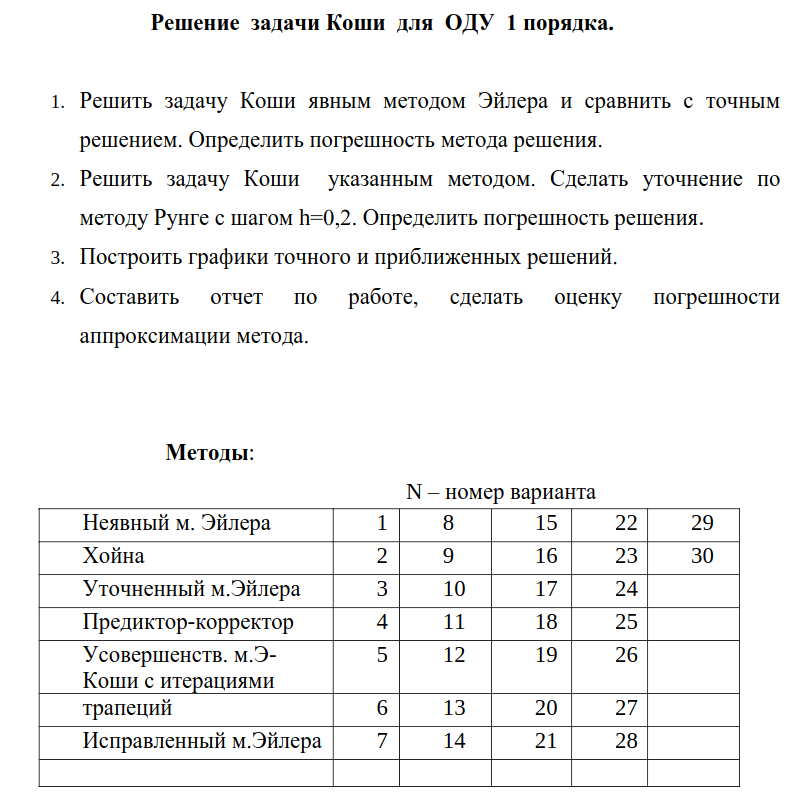 Решение задачи Коши для ОДУ 1 порядка.
1. Решить задачу Коши явным методом Эйлера и сравнить с точным
решением. Определить погрешность метода решения.
2. Решить задачу Коши указанным методом. Сделать уточнение по
методу Рунге с шагом h=0,2. Определить погрешность решения.
3. Построить графики точного и приближенных решений.
4. Составить отчет по работе, сделать оценку погрешности
аппроксимации метода.
Методы:
N – номер варианта
Неявный м. Эйлера 1 8 15 22 29
Хойна 2 9 16 23 30
Уточненный м.Эйлера 3 10 17 24
Предиктор-корректор 4 11 18 25
Усовершенств. м.Э- 5 12 19 26
Коши с итерациями
трапеций 6 13 20 27
Исправленный м.Эйлера 7 14 21 28